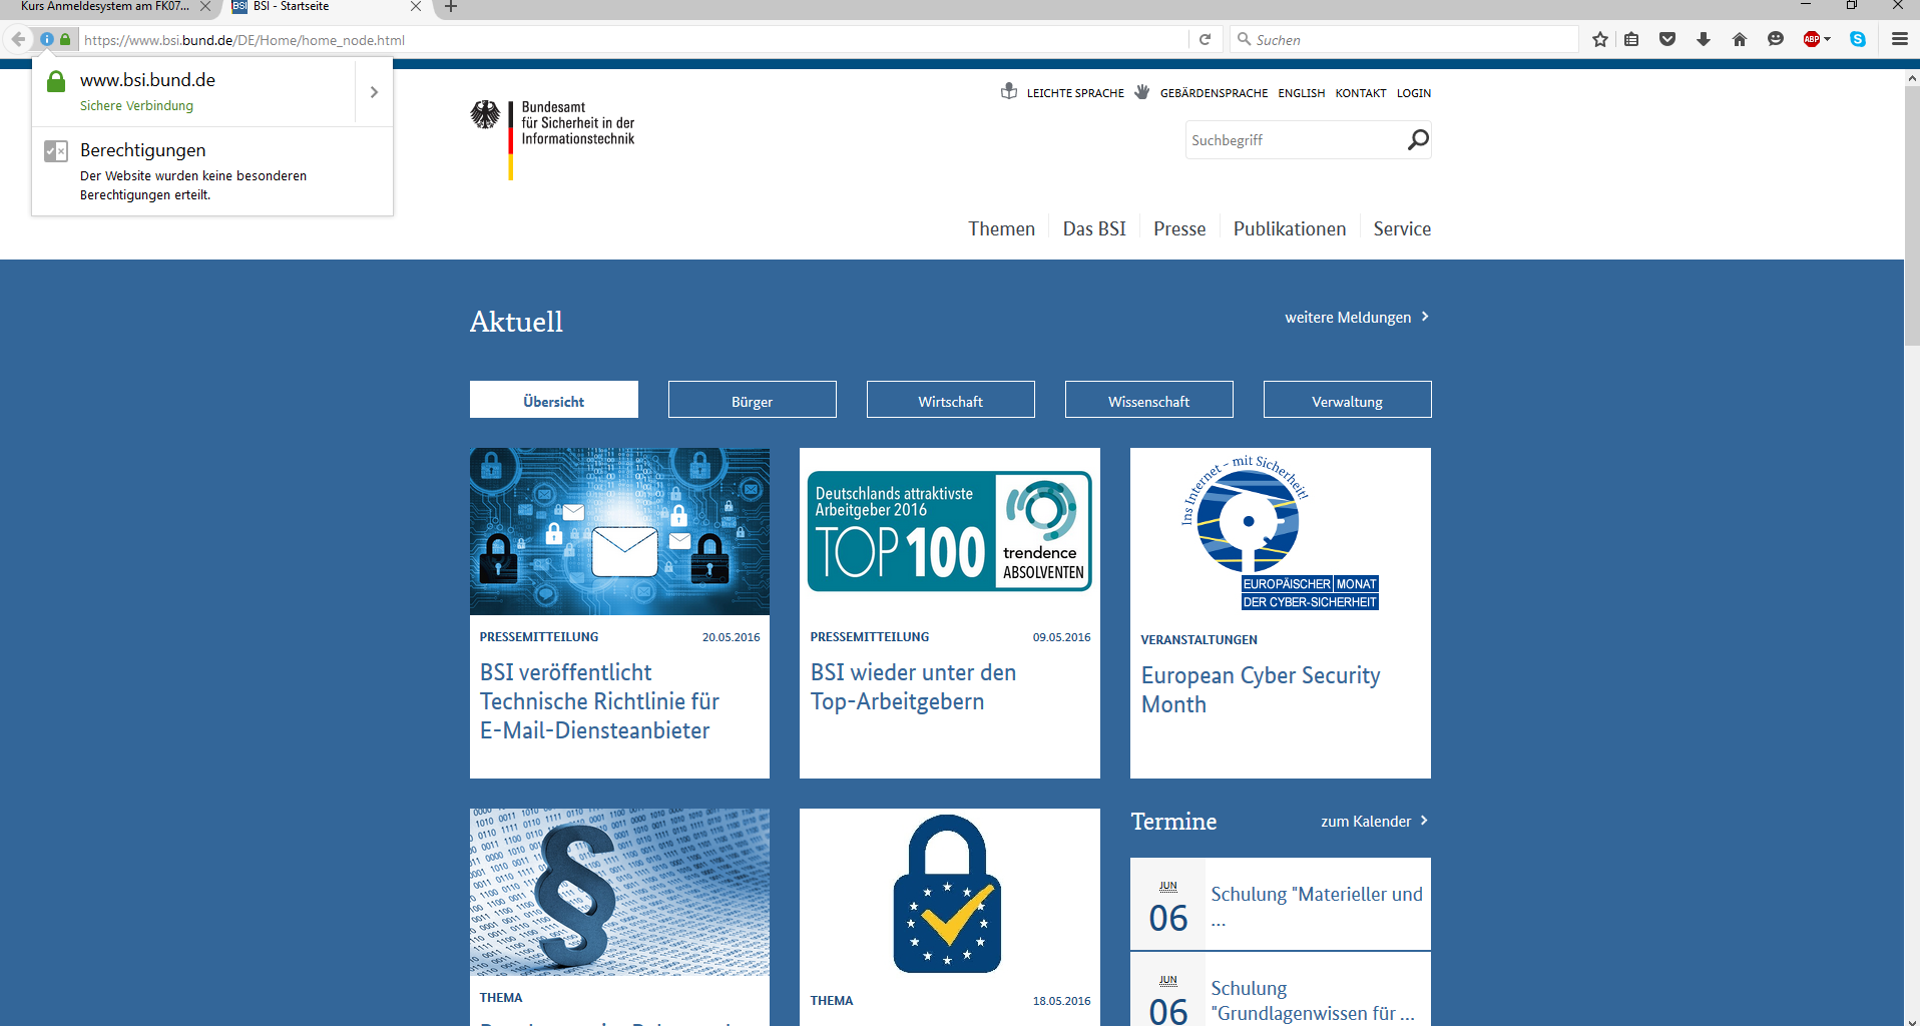 Kurs Anmeldesystem am FK07...
BSI
BSI - Startseite
https://www.bsi.bund.de/DE/Home/home_node.html
Suchen
ABP
www.bsi.bund.de
Sichere Verbindung
Berechtigungen
Der Website wurden keine besonderen
Berechtigungen erteilt.
Bundesamt
für Sicherheit in der
Informationstechnik
LEICHTE SPRACHE
GEBÄRDENSPRACHE
ENGLISH
KONTAKT
LOGIN
Suchbegriff
Themen
Das BSI
Presse
Publikationen
Service
Aktuell
weitere Meldungen
Übersicht
Bürger
Wirtschaft
Wissenschaft
Verwaltung
PRESSEMITTEILUNG 20.05.2016
BSI veröffentlicht
Technische Richtlinie für
E-Mail-Diensteanbieter
Deutschlands attraktivste
Arbeitgeber 2016
TOP 100
trendence
ABSOLVENTEN
PRESSEMITTEILUNG 09.05.2016
BSI wieder unter den
Top-Arbeitgebern
Ins Internet – mit Sicherheit!
EUROPÄISCHER MONAT
DER CYBER-SICHERHEIT
VERANSTALTUNGEN
European Cyber Security
Month
THEMA
THEMA 18.05.2016
Termine
zum Kalender
JUN
06
Schulung "Materieller und
...
JUN
06
Schulung
"Grundlagenwissen für ...